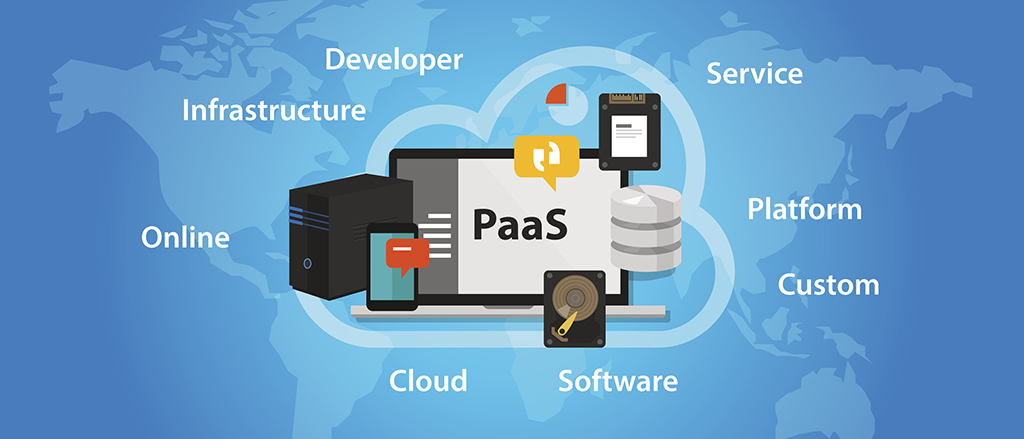 Developer
Service
Infrastructure
PaaS
Platform
Online
Custom
Cloud
Software